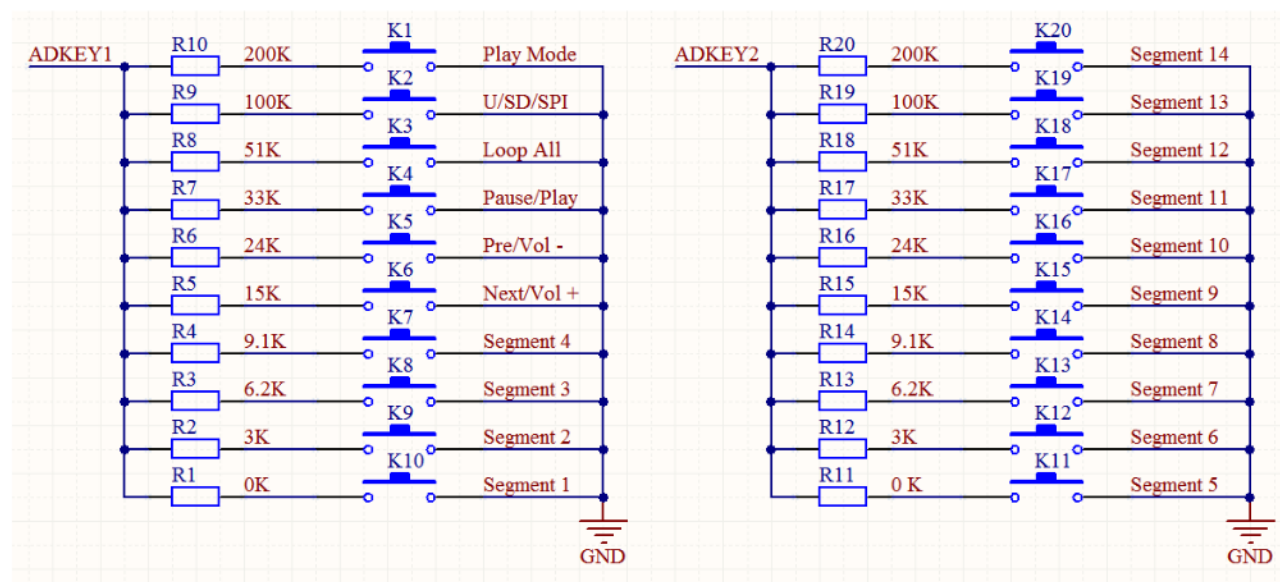 K1
ADKEY1 R10 200K Play Mode
K2
R9 100K U/SD/SPI
K3
R8 51K Loop All
K4
R7 33K Pause/Play
K5
R6 24K Pre/Vol -
K6
R5 15K Next/Vol +
K7
R4 9.1K Segment 4
K8
R3 6.2K Segment 3
K9
R2 3K Segment 2
K10
R1 0K Segment 1
GND
K20
ADKEY2 R20 200K Segment 14
K19
R19 100K Segment 13
K18
R18 51K Segment 12
K17
R17 33K Segment 11
K16
R16 24K Segment 10
K15
R15 15K Segment 9
K14
R14 9.1K Segment 8
K13
R13 6.2K Segment 7
K12
R12 3K Segment 6
K11
R11 0 K Segment 5
GND